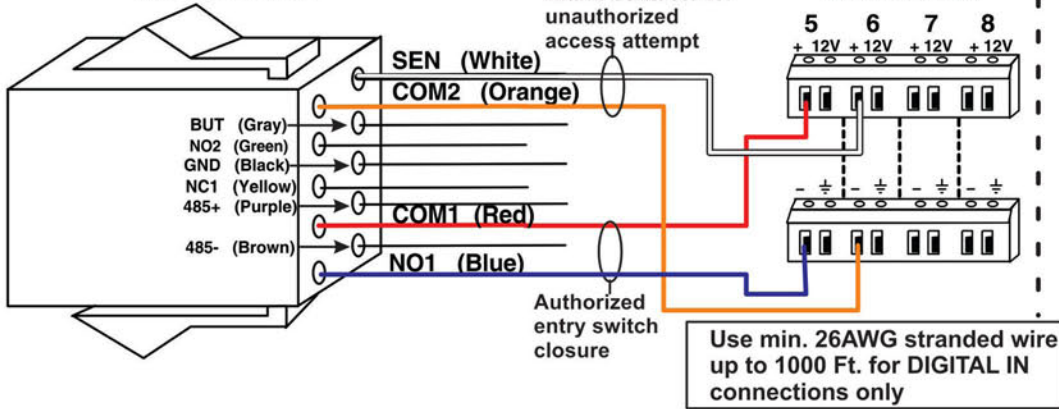 unauthorized
access attempt
5 6 7 8
+ 12V + 12V + 12V + 12V
SEN (White)
COM2 (Orange)
BUT (Gray)
NO2 (Green)
GND (Black)
NC1 (Yellow)
485+ (Purple)
COM1 (Red)
485- (Brown)
NO1 (Blue)
- - - -
Authorized
entry switch
closure
Use min. 26AWG stranded wire
up to 1000 Ft. for DIGITAL IN
connections only